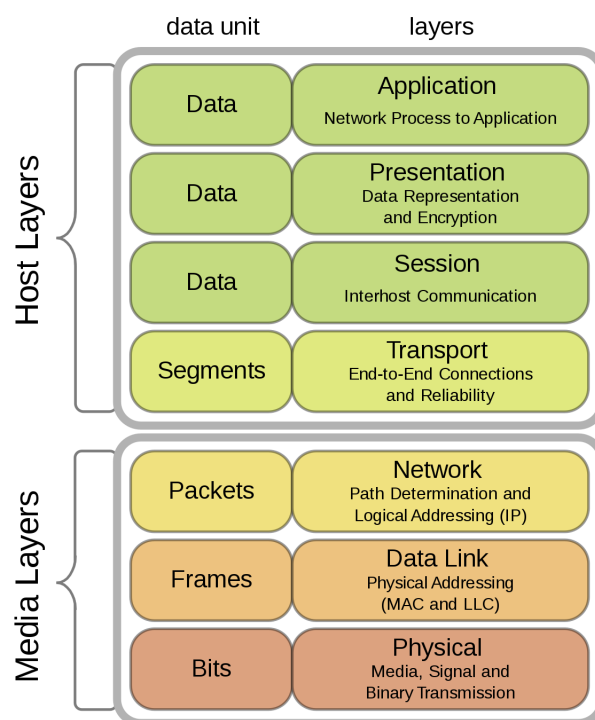 data unit layers
Host Layers
Data
Application
Network Process to Application
Data
Presentation
Data Representation
and Encryption
Data
Session
Interhost Communication
Segments
Transport
End-to-End Connections
and Reliability
Media Layers
Packets
Network
Path Determination and
Logical Addressing (IP)
Frames
Data Link
Physical Addressing
(MAC and LLC)
Bits
Physical
Media, Signal and
Binary Transmission